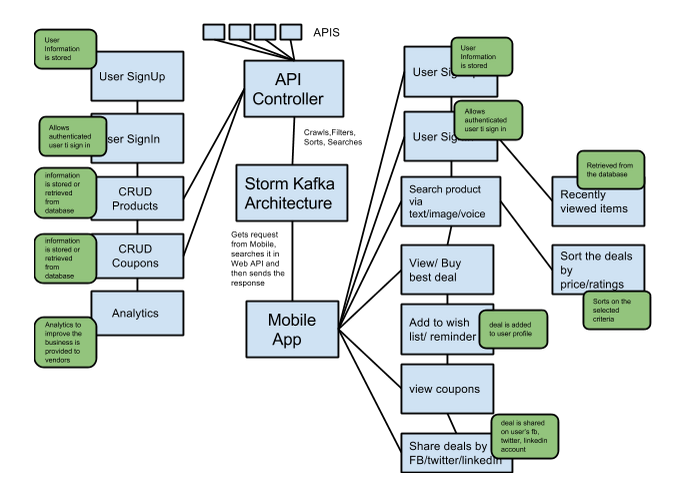 APIS
API
Controller
Crawls,Filters,
Sorts, Searches
Storm Kafka
Architecture
Gets request
from Mobile,
searches it in
Web API and
then sends the
response
Mobile
App
User
Information
is stored
User SignUp
Allows
authenticated
user ti sign in
User SignIn
information
is stored or
retrieved
from
database
CRUD
Products
information
is stored or
retrieved
from
database
CRUD
Coupons
Analytics
Analytics to
improve the
business is
provided to
vendors
User
Information
is stored
User
Allows
authenticated
user ti sign in
User
Search product
via
text/image/voice
Retrieved from
the database
Recently
viewed items
View/ Buy
best deal
Sort the deals
by
price/ratings
Sorts on the
selected
criteria
Add to wish
list/ reminder
deal is added
to user profile
view coupons
deal is shared
on user's fb,
twitter, linkedin
account
Share deals by
FB/twitter/linkedIn